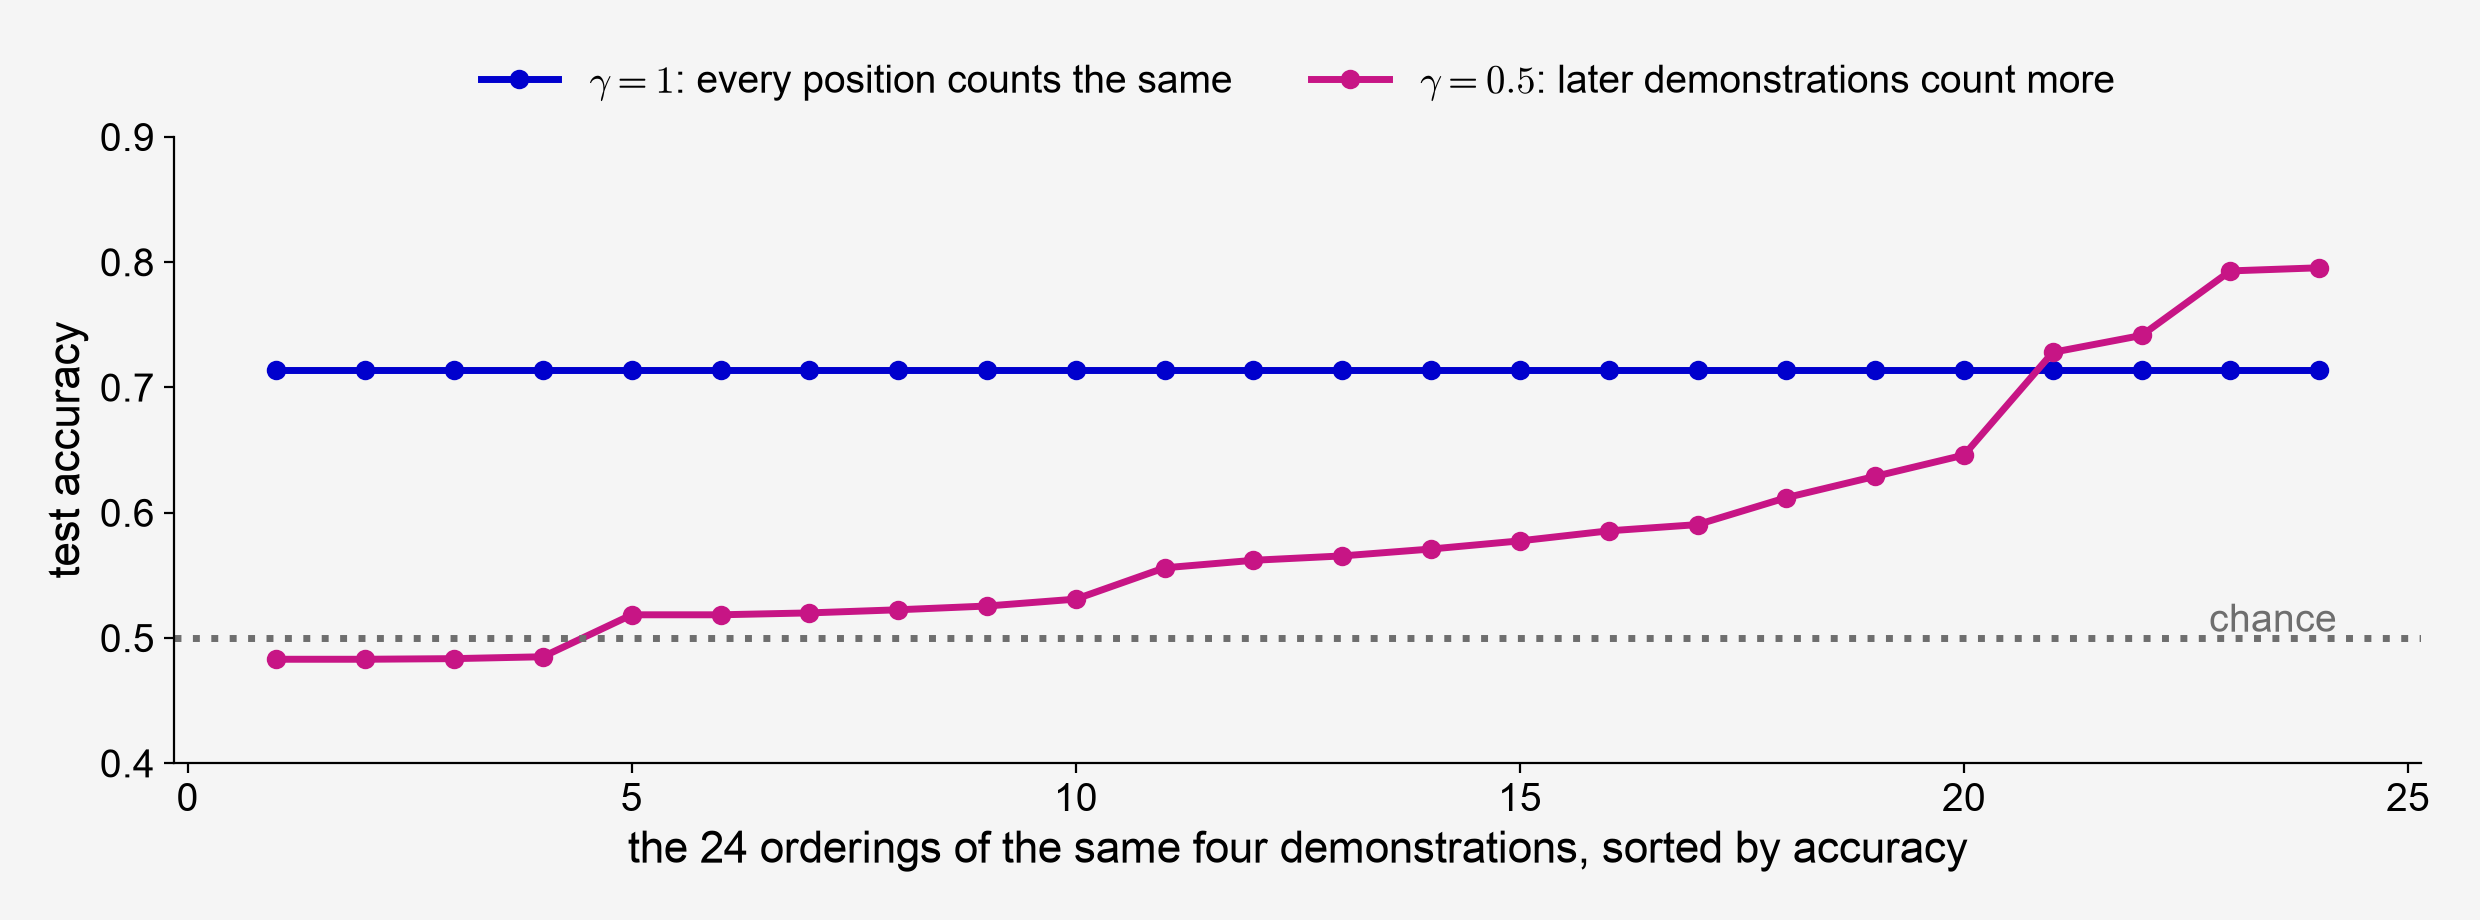 γ = 1: every position counts the same
γ = 0.5: later demonstrations count more
0.9
0.8
0.7
0.6
0.5
0.4
test accuracy
chance
0 5 10 15 20 25
the 24 orderings of the same four demonstrations, sorted by accuracy